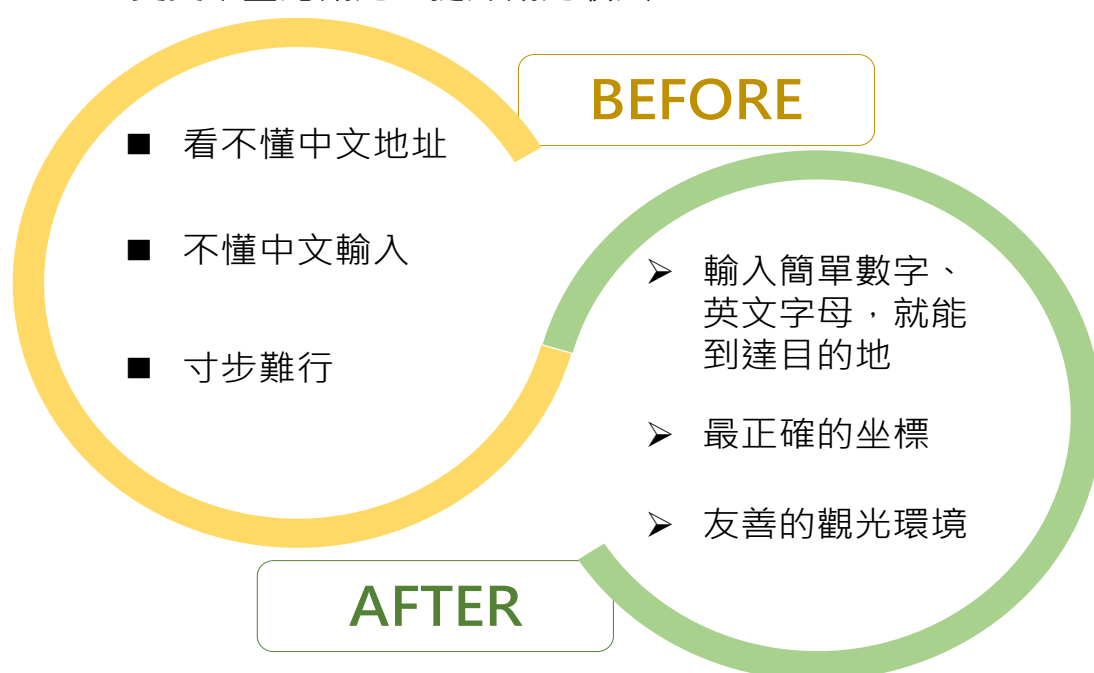 BEFORE
■ 看不懂中文地址
■ 不懂中文輸入
■ 寸步難行
➢ 輸入簡單數字、
英文字母，就能
到達目的地
➢ 最正確的坐標
➢ 友善的觀光環境
AFTER